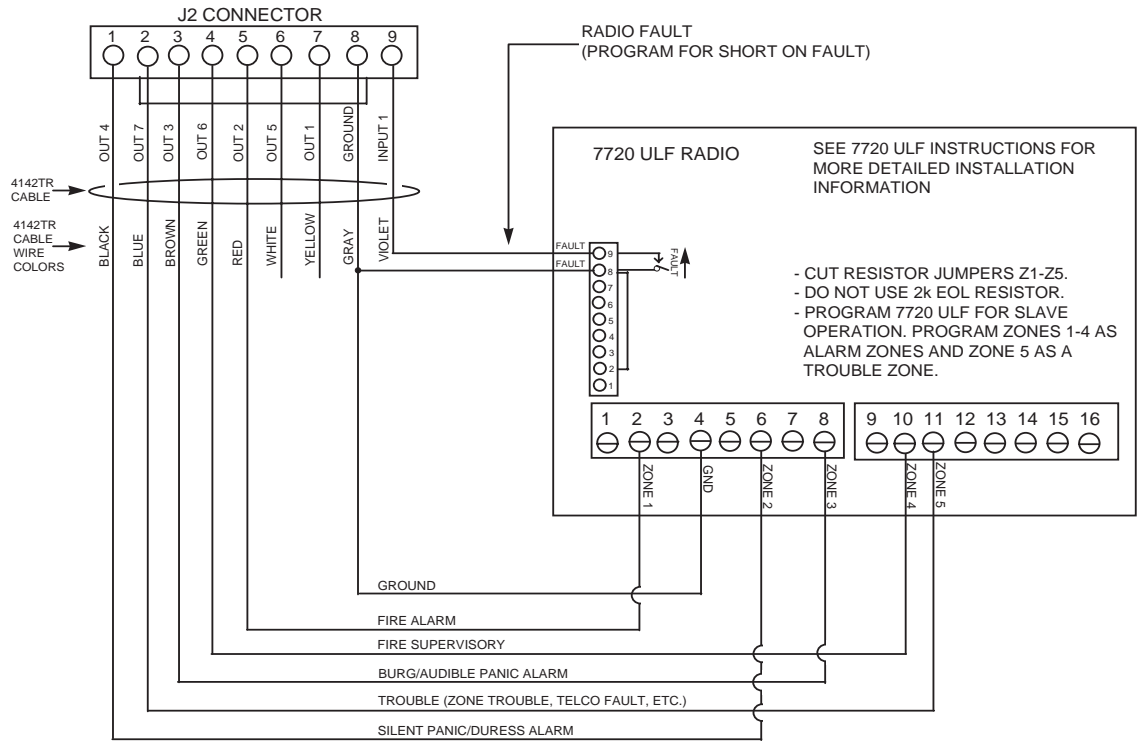 J2 CONNECTOR
1 2 3 4 5 6 7 8 9
OUT 4
OUT 7
OUT 3
OUT 6
OUT 2
OUT 5
OUT 1
GROUND
INPUT 1
4142TR
CABLE
4142TR
CABLE
WIRE
COLORS
BLACK
BLUE
BROWN
GREEN
RED
WHITE
YELLOW
GRAY
VIOLET
RADIO FAULT
(PROGRAM FOR SHORT ON FAULT)
7720 ULF RADIO
SEE 7720 ULF INSTRUCTIONS FOR
MORE DETAILED INSTALLATION
INFORMATION
FAULT
FAULT
9
8
7
6
5
4
3
2
1
FAULT
- CUT RESISTOR JUMPERS Z1-Z5.
- DO NOT USE 2k EOL RESISTOR.
- PROGRAM 7720 ULF FOR SLAVE
OPERATION. PROGRAM ZONES 1-4 AS
ALARM ZONES AND ZONE 5 AS A
TROUBLE ZONE.
1 2 3 4 5 6 7 8
9 10 11 12 13 14 15 16
ZONE 1
GND
ZONE 2
ZONE 3
ZONE 4
ZONE 5
GROUND
FIRE ALARM
FIRE SUPERVISORY
BURG/AUDIBLE PANIC ALARM
TROUBLE (ZONE TROUBLE, TELCO FAULT, ETC.)
SILENT PANIC/DURESS ALARM